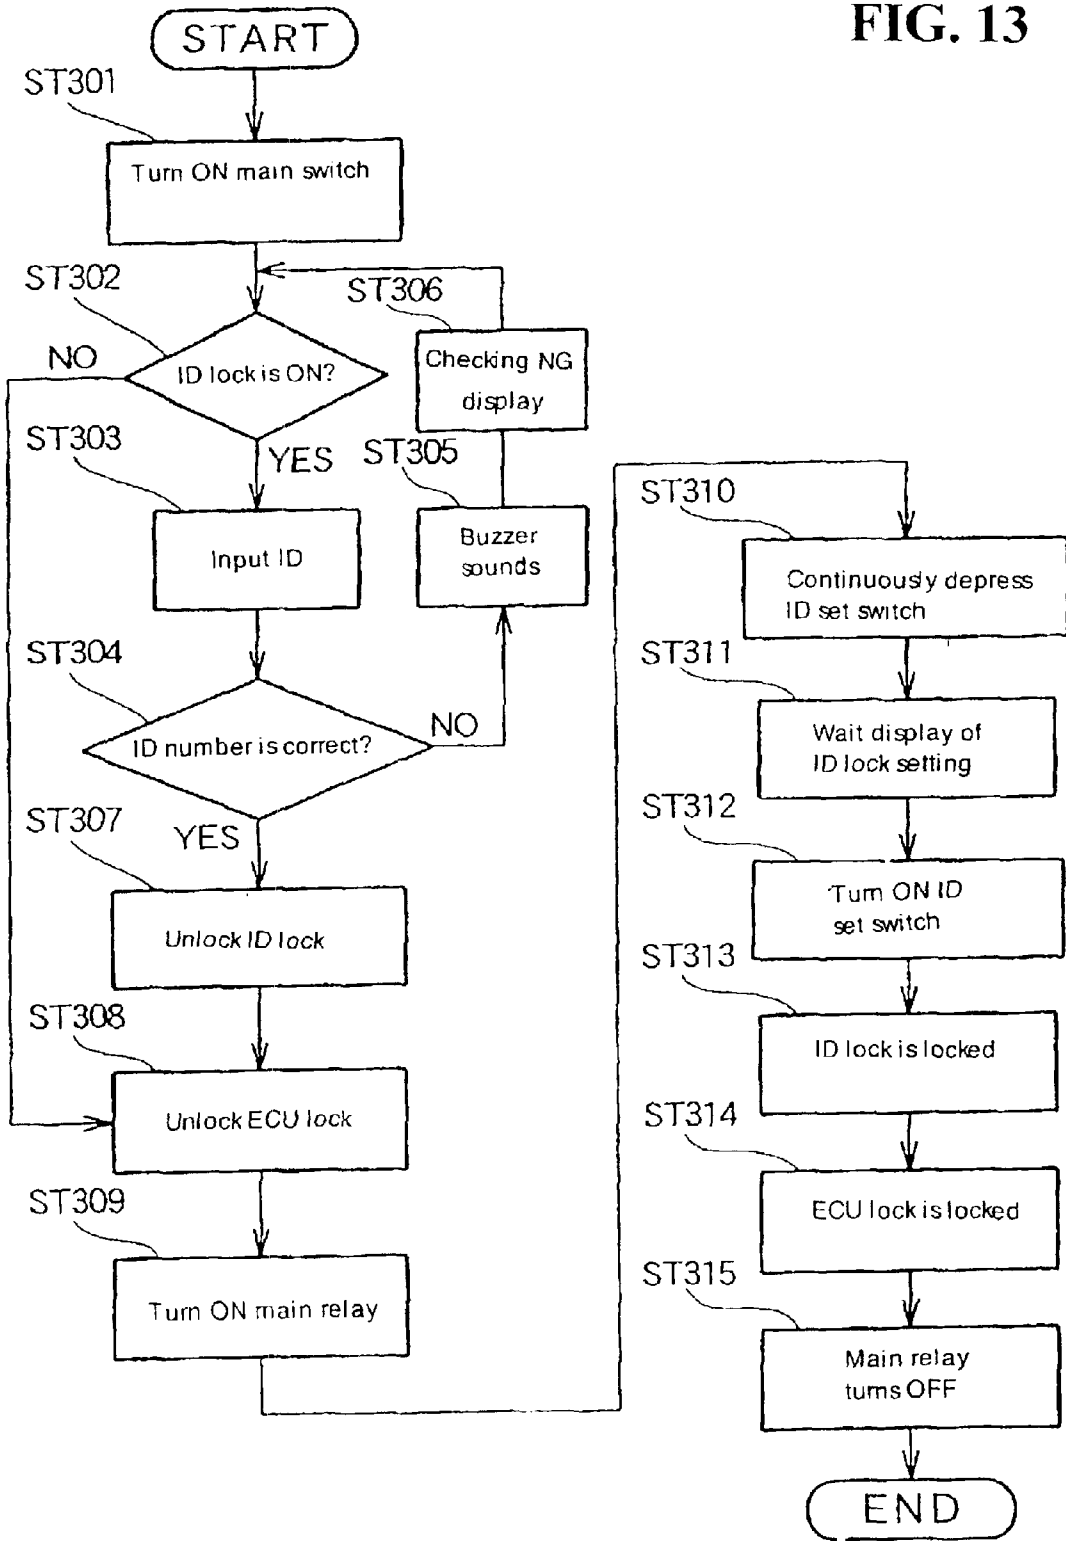 FIG. 13
START
ST301
Turn ON main switch
ST302
ID lock is ON?
NO
YES
ST303
Input ID
ST304
ID number is correct?
NO
YES
ST305
Buzzer
sounds
ST306
Checking NG
display
ST307
Unlock ID lock
ST308
Unlock ECU lock
ST309
Turn ON main relay
ST310
Continuously depress
ID set switch
ST311
Wait display of
ID lock setting
ST312
Turn ON ID
set switch
ST313
ID lock is locked
ST314
ECU lock is locked
ST315
Main relay
turns OFF
END